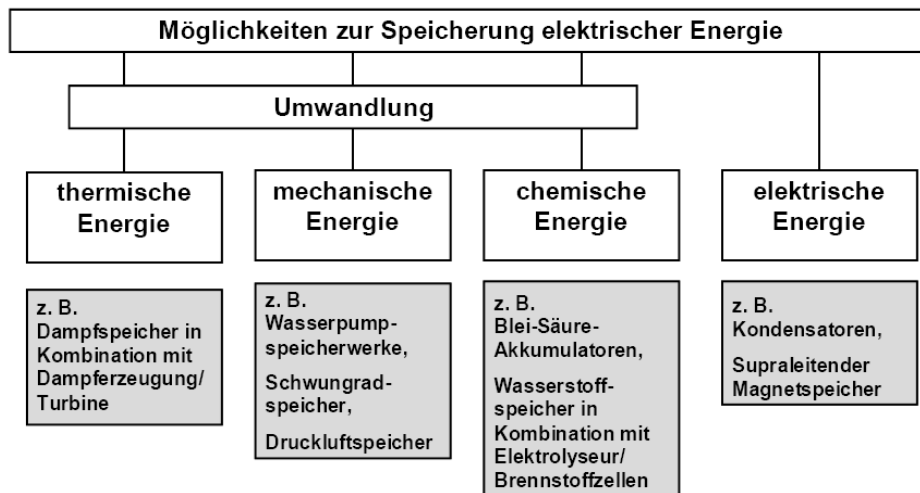 Möglichkeiten zur Speicherung elektrischer Energie
Umwandlung
thermische
Energie
mechanische
Energie
chemische
Energie
elektrische
Energie
z. B.
Dampfspeicher in
Kombination mit
Dampferzeugung/
Turbine
z. B.
Wasserpump-
speicherwerke,
Schwungrad-
speicher,
Druckluftspeicher
z. B.
Blei-Säure-
Akkumulatoren,
Wasserstoff-
speicher in
Kombination mit
Elektrolyseur/
Brennstoffzellen
z. B.
Kondensatoren,
Supraleitender
Magnetspeicher